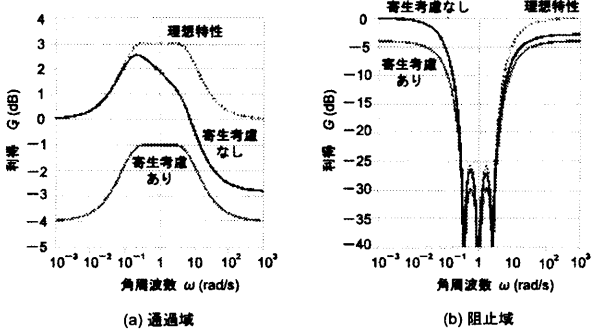 4
3
2
1
0
−1
−2
−3
−4
−5
利得 G (dB)
理想特性
寄生考慮
なし
寄生考慮
あり
10−3 10−2 10−1 1 10 102 103
角周波数 ω (rad/s)
(a) 通過域
寄生考慮なし
理想特性
0
−5
−10
−15
−20
−25
−30
−35
−40
利得 G (dB)
寄生考慮
あり
10−3 10−2 10−1 1 10 102 103
角周波数 ω (rad/s)
(b) 阻止域